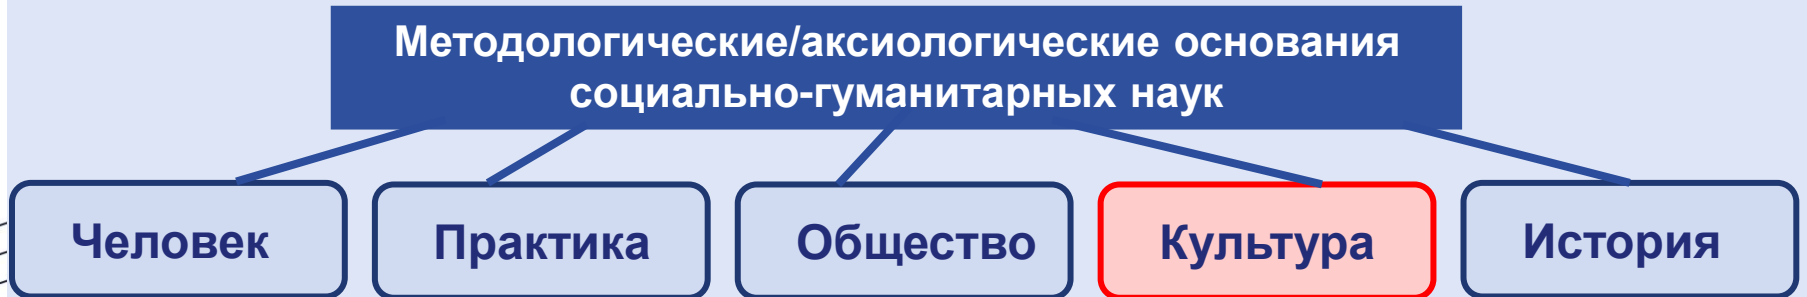 Методологические/аксиологические основания
социально-гуманитарных наук
Человек
Практика
Общество
Культура
История